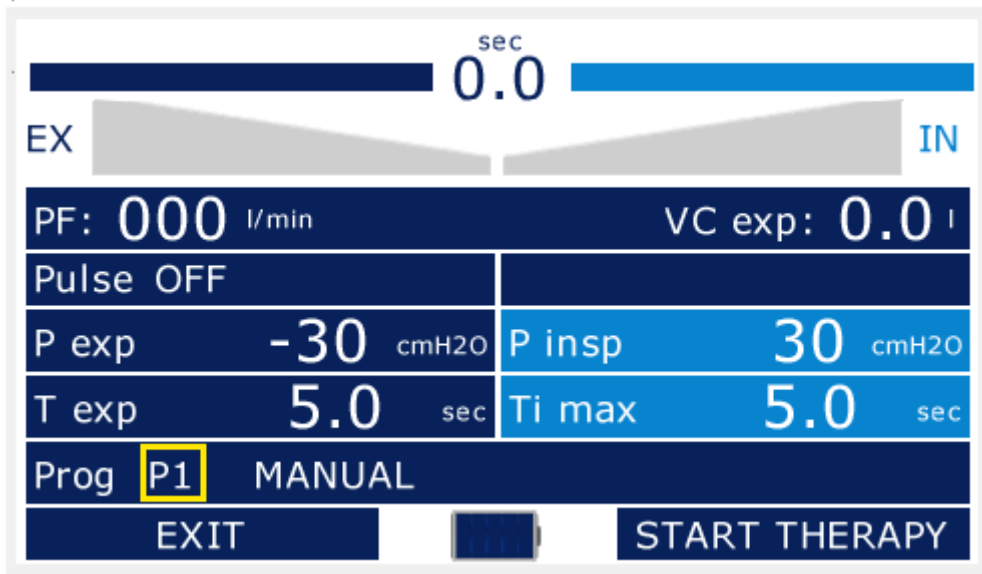 sec
0.0
EX IN
PF: 000 l/min VC exp: 0.0 l
Pulse OFF
P exp -30 cmH2O P insp 30 cmH2O
T exp 5.0 sec Ti max 5.0 sec
Prog P1 MANUAL
EXIT START THERAPY